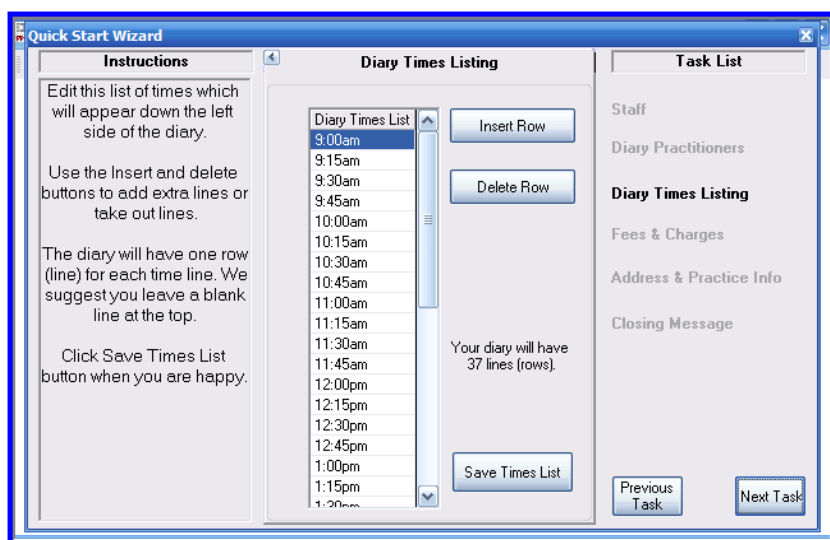 Quick Start Wizard
Instructions
Edit this list of times which
will appear down the left
side of the diary.
Use the Insert and delete
buttons to add extra lines or
take out lines.
The diary will have one row
(line) for each time line. We
suggest you leave a blank
line at the top.
Click Save Times List
button when you are happy.
Diary Times Listing
Diary Times List
9:00am
9:15am
9:30am
9:45am
10:00am
10:15am
10:30am
10:45am
11:00am
11:15am
11:30am
11:45am
12:00pm
12:15pm
12:30pm
12:45pm
1:00pm
1:15pm
1:30pm
Insert Row
Delete Row
Your diary will have
37 lines (rows).
Save Times List
Task List
Staff
Diary Practitioners
Diary Times Listing
Fees & Charges
Address & Practice Info
Closing Message
Previous
Task
Next Task